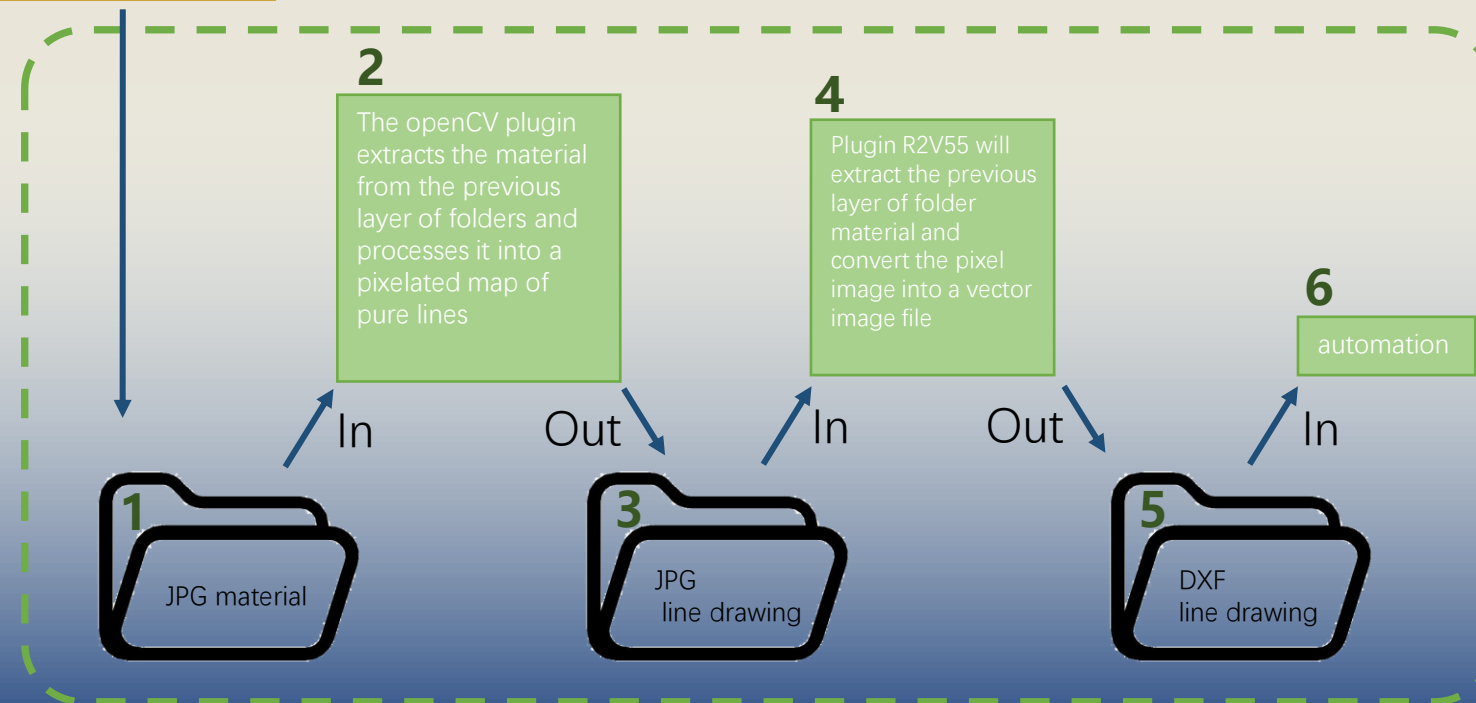 2
The openCV plugin
extracts the material
from the previous
layer of folders and
processes it into a
pixelated map of
pure lines
4
Plugin R2V55 will
extract the previous
layer of folder
material and
convert the pixel
image into a vector
image file
6
automation
In
Out
In
Out
In
1
JPG material
3
JPG
line drawing
5
DXF
line drawing